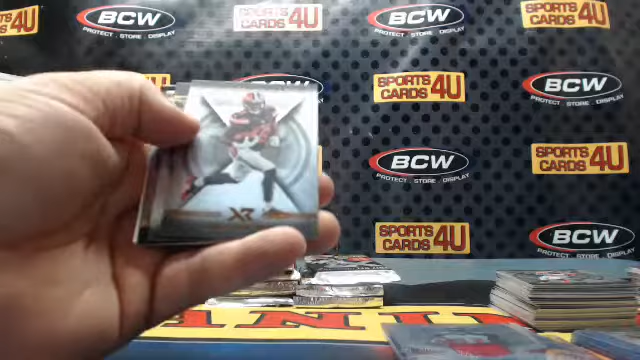 BCW
PROTECT . STORE . DISPLAY
SPORTS
CARDS 4U
BCW
PROTECT . STORE . DISPLAY
SPORTS
CARDS 4U
SPORTS
CARDS 4U
BCW
PROTECT . STORE . DISPLAY
BCW
PROTECT . STORE . DISPLAY
SPORTS
CARDS 4U
XR
SPORTS
CARDS 4U
BCW
PROTECT . STORE . DISPLAY
PANINI